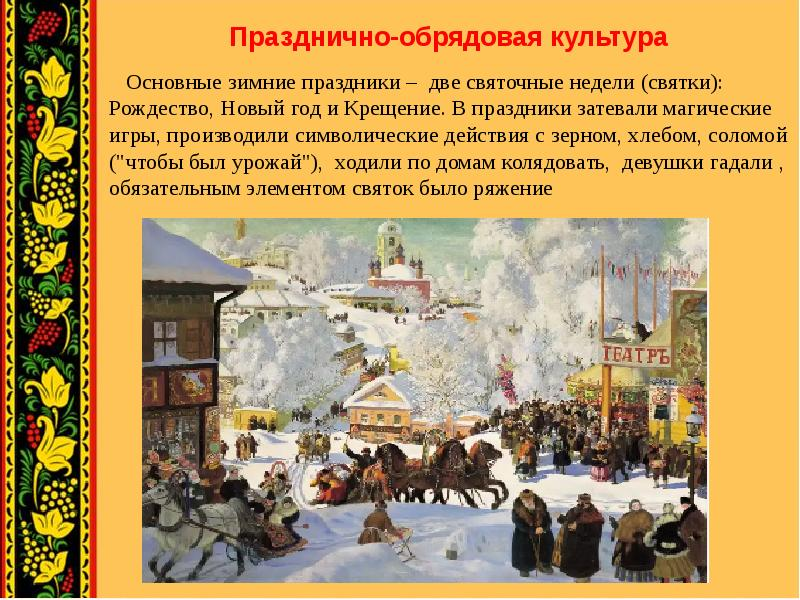 Празднично-обрядовая культура
Основные зимние праздники – две святочные недели (святки):
Рождество, Новый год и Крещение. В праздники затевали магические
игры, производили символические действия с зерном, хлебом, соломой
("чтобы был урожай"), ходили по домам колядовать, девушки гадали ,
обязательным элементом святок было ряжение
ТЕАТРЪ